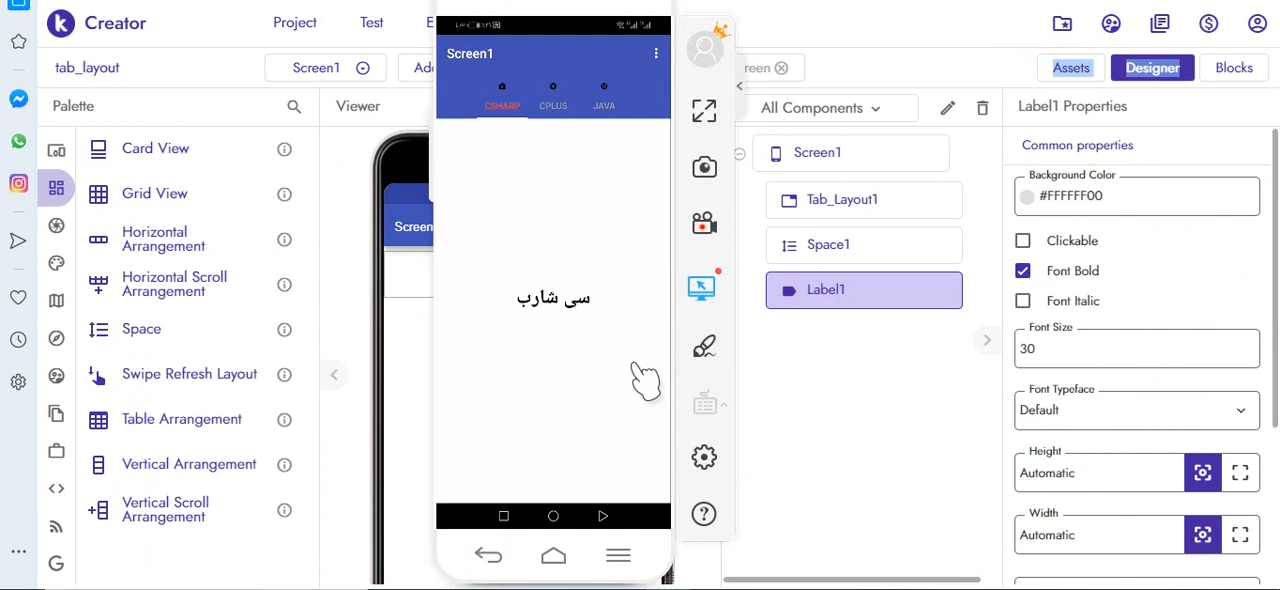 Creator
Project
Test
tab_layout
Screen1
Assets
Designer
Blocks
Palette
Viewer
All Components
Label1 Properties
Card View
Grid View
Horizontal
Arrangement
Horizontal Scroll
Arrangement
Space
Swipe Refresh Layout
Table Arrangement
Vertical Arrangement
Vertical Scroll
Arrangement
Screen
Screen1
CSHARP
CPLUS
JAVA
سی شارب
Screen1
Tab_Layout1
Space1
Label1
Common properties
Background Color
#FFFFFF00
Clickable
Font Bold
Font Italic
Font Size
30
Font Typeface
Default
Height
Automatic
Width
Automatic